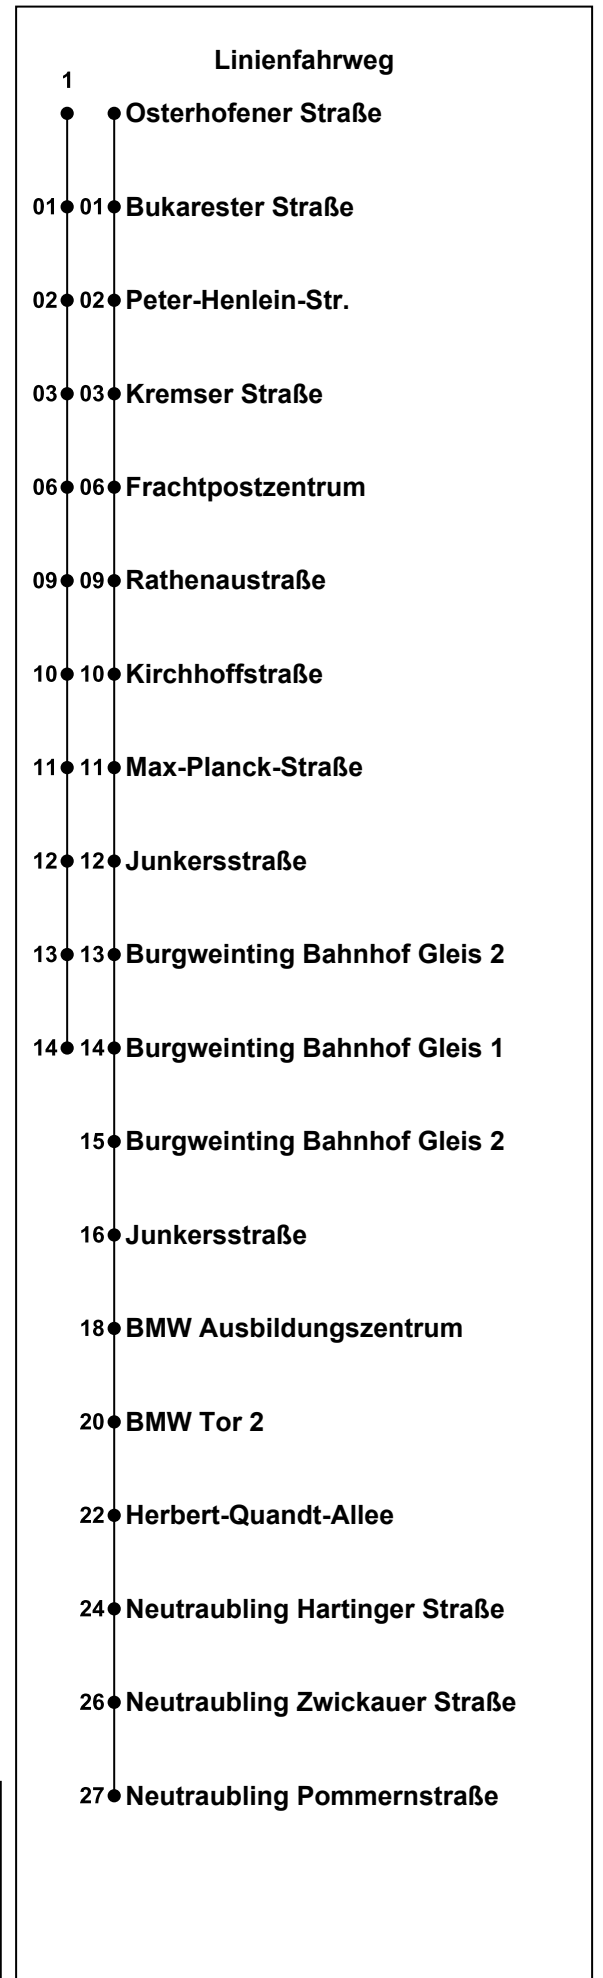 Linienfahrweg
1
Osterhofener Straße
01 01 Bukarester Straße
02 02 Peter-Henlein-Str.
03 03 Kremser Straße
06 06 Frachtpostzentrum
09 09 Rathenaustraße
10 10 Kirchhoffstraße
11 11 Max-Planck-Straße
12 12 Junkersstraße
13 13 Burgweinting Bahnhof Gleis 2
14 14 Burgweinting Bahnhof Gleis 1
15 Burgweinting Bahnhof Gleis 2
16 Junkersstraße
18 BMW Ausbildungszentrum
20 BMW Tor 2
22 Herbert-Quandt-Allee
24 Neutraubling Hartinger Straße
26 Neutraubling Zwickauer Straße
27 Neutraubling Pommernstraße